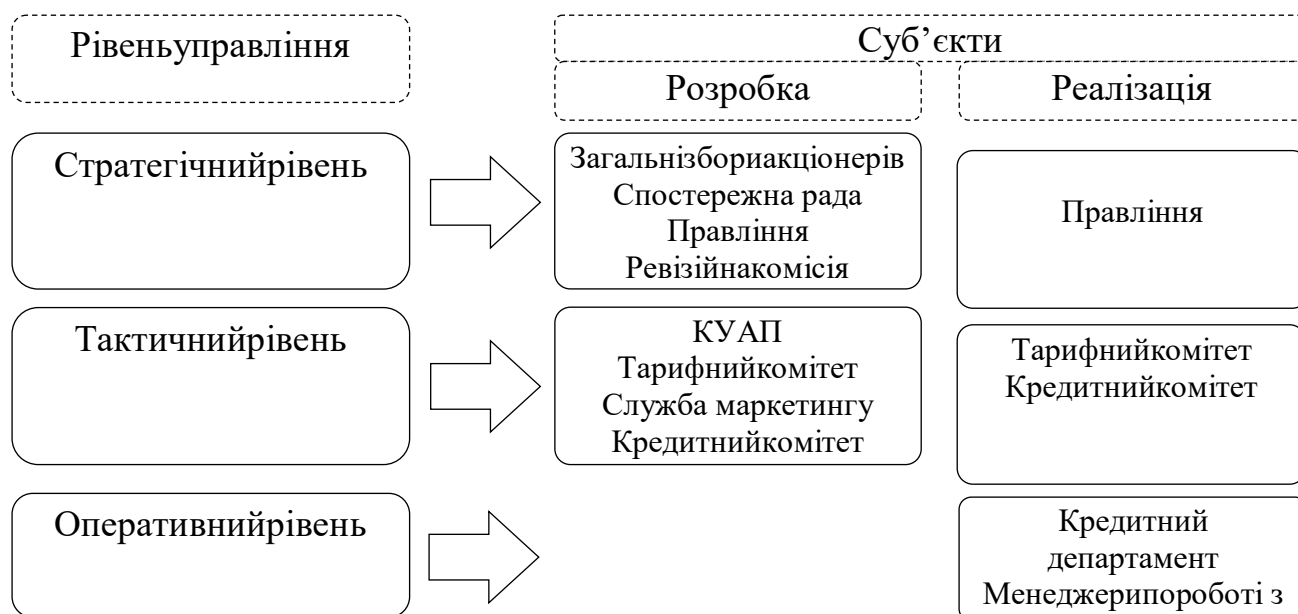 Рівеньуправління
Суб’єкти
Розробка
Реалізація
Стратегічнийрівень
Загальнізбориакціонерів
Спостережна рада
Правління
Ревізійнакомісія
Правління
Тактичнийрівень
КУАП
Тарифнийкомітет
Служба маркетингу
Кредитнийкомітет
Тарифнийкомітет
Кредитнийкомітет
Оперативнийрівень
Кредитний
департамент
Менеджерипороботі з